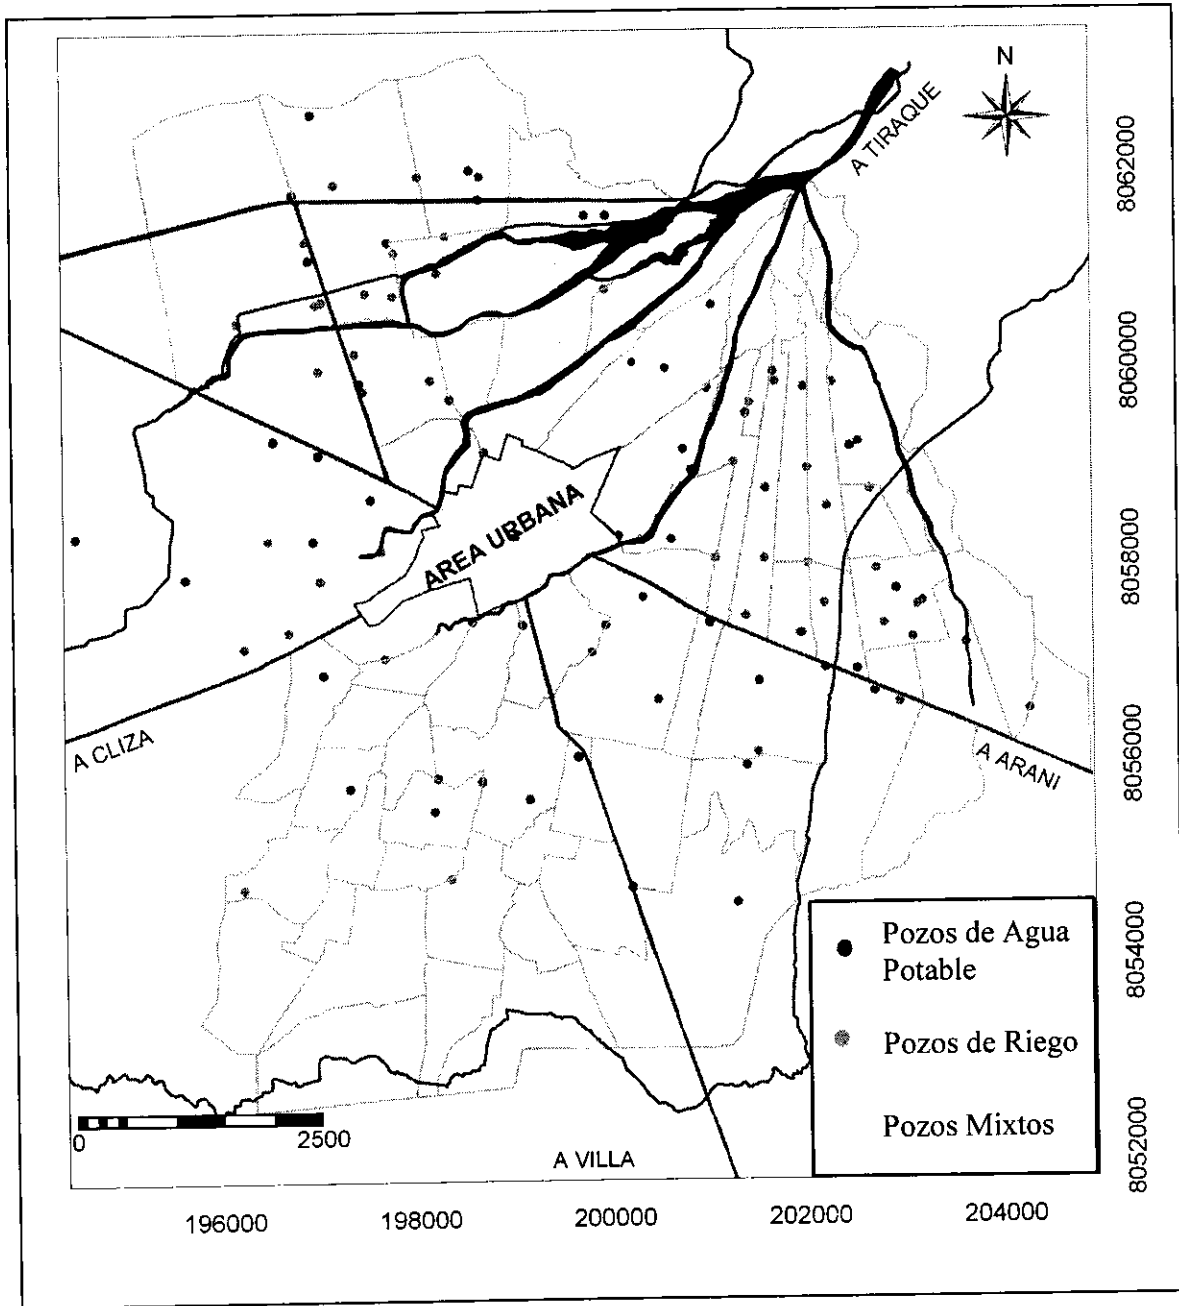 N
A TIRAQUE
8062000
8060000
8058000
8056000
8054000
8052000
AREA URBANA
A CLIZA
A ARANI
Pozos de Agua
Potable
Pozos de Riego
Pozos Mixtos
0
2500
A VILLA
196000
198000
200000
202000
204000